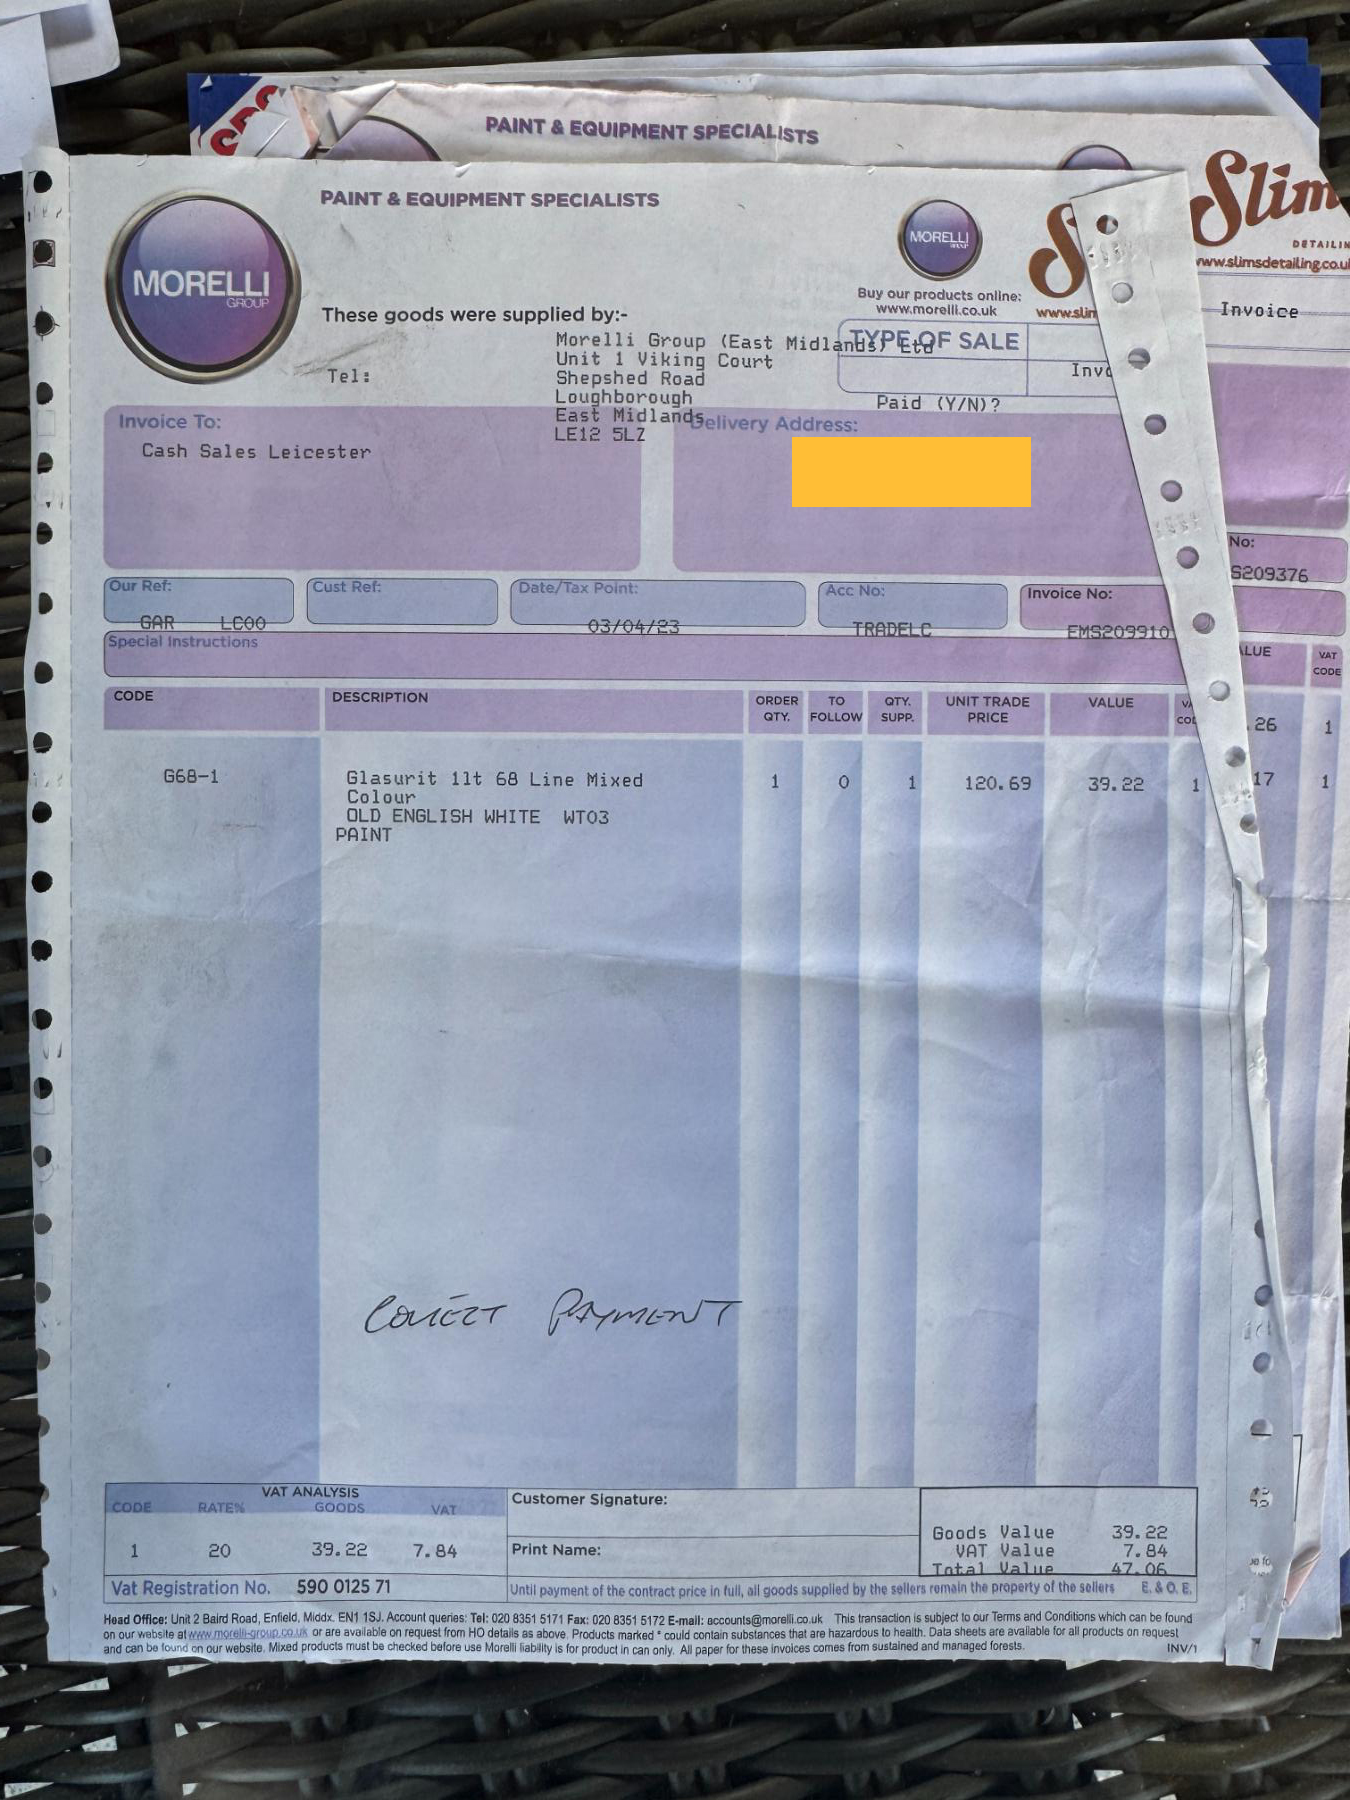 PAINT & EQUIPMENT SPECIALISTS
Slim
DETAILIN
www.slimsdetailing.co.u
Invoice
PAINT & EQUIPMENT SPECIALISTS
MORELLI
GROUP
MORELLI
GROUP
Buy our products online:
www.morelli.co.uk
www.slim
These goods were supplied by:-
Morelli Group (East Midlands) Ltd
Unit 1 Viking Court
Shepshed Road
Loughborough
East Midlands
LE12 5LZ
Tel:
TYPE OF SALE
Invo
Paid (Y/N)?
Invoice To:
Cash Sales Leicester
Delivery Address:
No:
S209376
Our Ref:
GAR LC00
Cust Ref:
Date/Tax Point:
03/04/23
Acc No:
TRADELC
Invoice No:
EMS209910
Special Instructions
CODE DESCRIPTION ORDER QTY. TO FOLLOW QTY. SUPP. UNIT TRADE PRICE VALUE VA COD
ALUE VAT CODE
.26 1
17 1
G68-1 Glasurit 1lt 68 Line Mixed 1 0 1 120.69 39.22 1
Colour
OLD ENGLISH WHITE WT03
PAINT
COLLECT PAYMENT
VAT ANALYSIS
CODE RATE% GOODS VAT
1 20 39.22 7.84
Vat Registration No. 590 0125 71
Customer Signature:
Print Name:
Goods Value 39.22
VAT Value 7.84
Total Value 47.06
Until payment of the contract price in full, all goods supplied by the sellers remain the property of the sellers E. & O. E.
Head Office: Unit 2 Baird Road, Enfield, Middx. EN1 1SJ. Account queries: Tel: 020 8351 5171 Fax: 020 8351 5172 E-mail: accounts@morelli.co.uk This transaction is subject to our Terms and Conditions which can be found
on our website at www.morelli-group.co.uk or are available on request from HO details as above. Products marked * could contain substances that are hazardous to health. Data sheets are available for all products on request
and can be found on our website. Mixed products must be checked before use Morelli liability is for product in can only. All paper for these invoices comes from sustained and managed forests.
INV/1